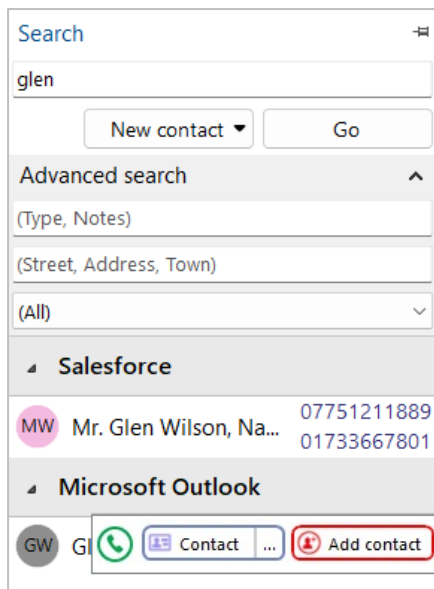 Search
glen
New contact
Go
Advanced search
(Type, Notes)
(Street, Address, Town)
(All)
Salesforce
MW Mr. Glen Wilson, Na... 07751211889
01733667801
Microsoft Outlook
GW Gl Contact ... Add contact